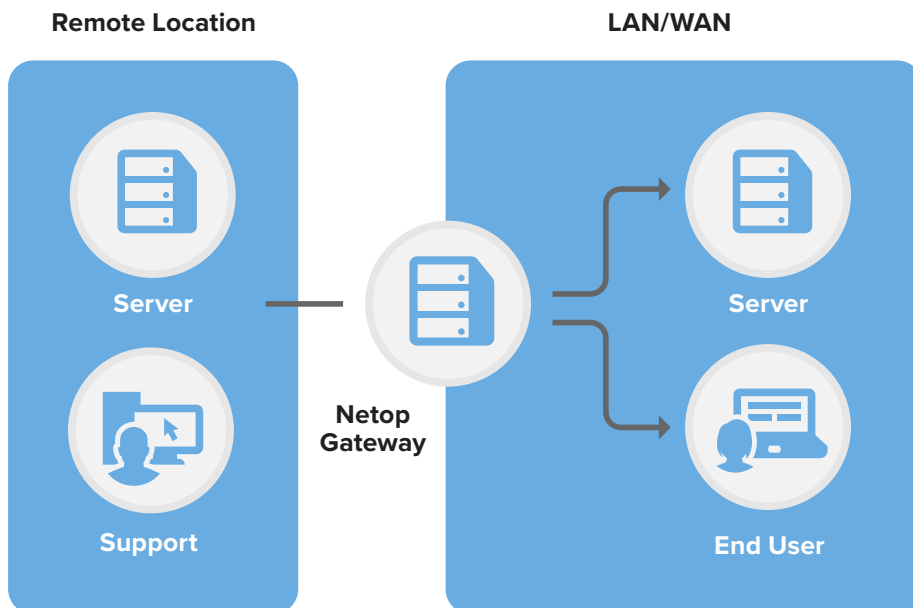 Remote Location
LAN/WAN
Server
Support
Netop
Gateway
Server
End User